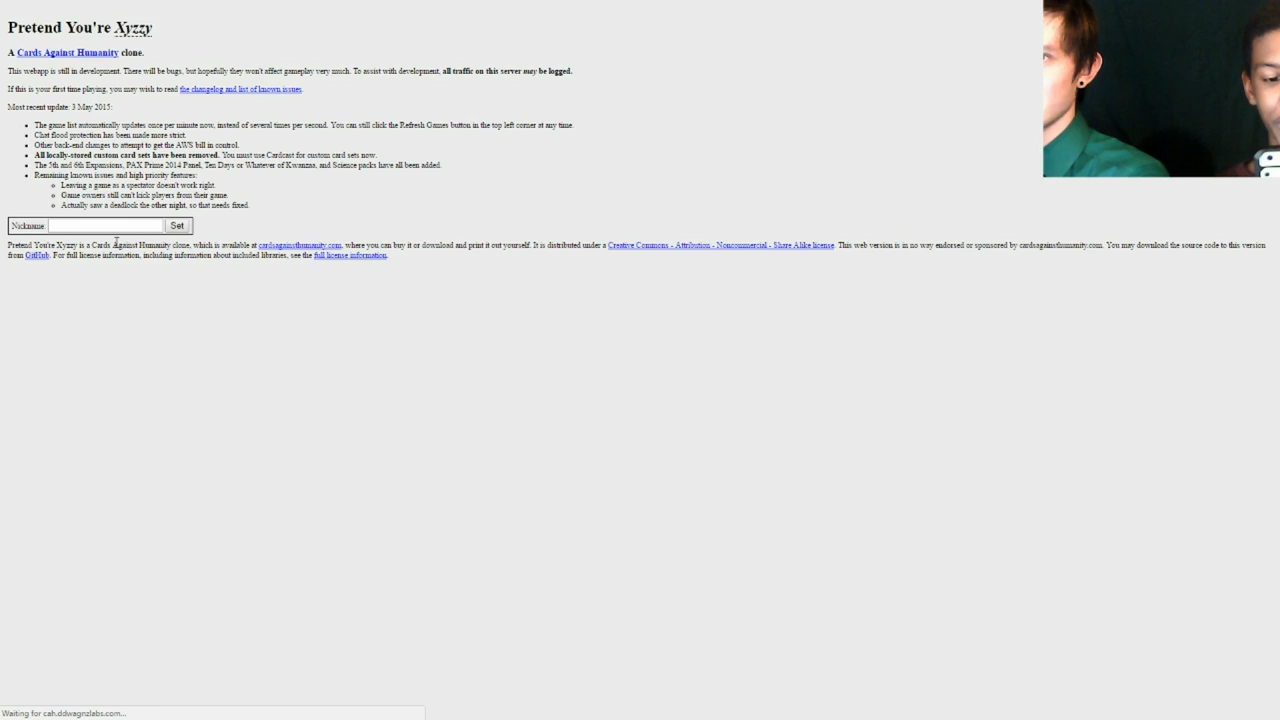 Pretend You're Xyzzy
A Cards Against Humanity clone.
This webapp is still in development. There will be bugs, but hopefully they won't affect gameplay very much. To assist with development, all traffic on this server may be logged.
If this is your first time playing, you may wish to read the changelog and list of known issues.
Most recent update: 3 May 2015:
The game list automatically updates once per minute now, instead of several times per second. You can still click the Refresh Games button in the top left corner at any time.
Chat flood protection has been made more strict.
Other back-end changes to attempt to get the AWS bill in control.
All locally-stored custom card sets have been removed. You must use Cardcast for custom card sets now.
The 5th and 6th Expansions, PAX Prime 2014 Panel, Ten Days or Whatever of Kwanzaa, and Science packs have all been added.
Remaining known issues and high priority features:
Leaving a game as a spectator doesn't work right.
Game owners still can't kick players from their game.
Actually saw a deadlock the other night, so that needs fixed.
Nickname: Set
Pretend You're Xyzzy is a Cards Against Humanity clone, which is available at cardsagainsthumanity.com, where you can buy it or download and print it out yourself. It is distributed under a Creative Commons - Attribution - Noncommercial - Share Alike license. This web version is in no way endorsed or sponsored by cardsagainsthumanity.com. You may download the source code to this version
from GitHub. For full license information, including information about included libraries, see the full license information.
Waiting for cah.ddwagnzlabs.com...